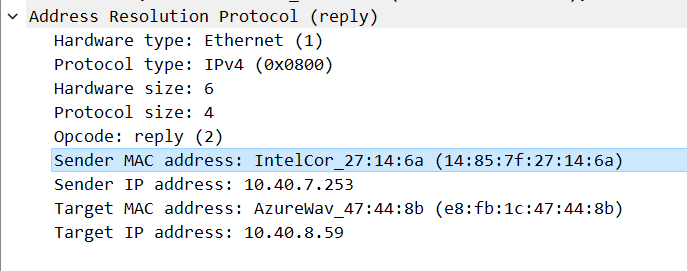 Address Resolution Protocol (reply)
Hardware type: Ethernet (1)
Protocol type: IPv4 (0x0800)
Hardware size: 6
Protocol size: 4
Opcode: reply (2)
Sender MAC address: IntelCor_27:14:6a (14:85:7f:27:14:6a)
Sender IP address: 10.40.7.253
Target MAC address: AzureWav_47:44:8b (e8:fb:1c:47:44:8b)
Target IP address: 10.40.8.59